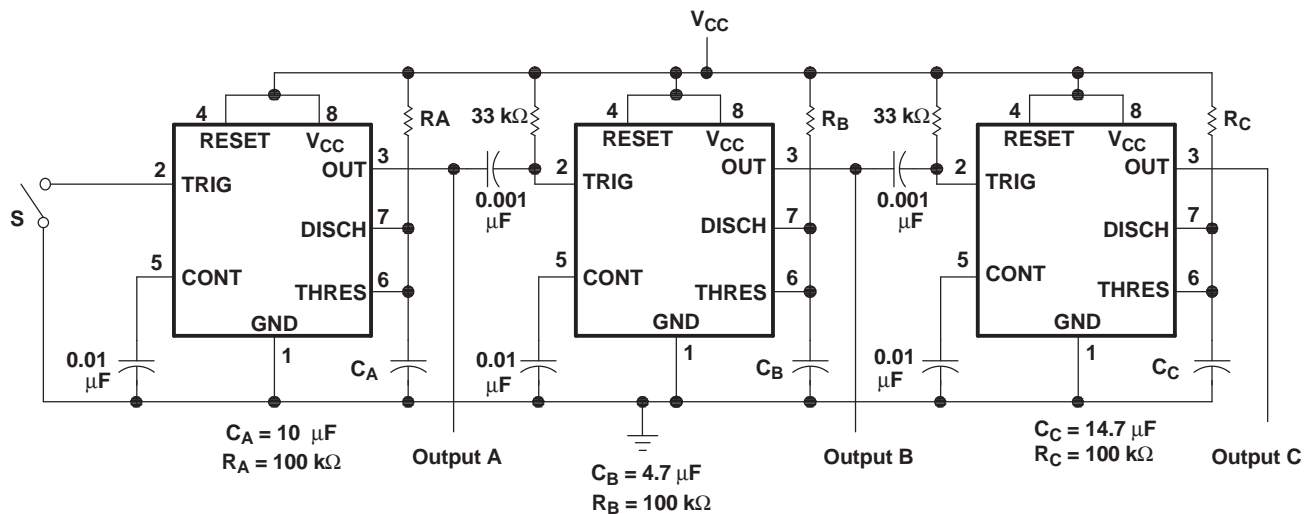 VCC
4 8
RESET VCC
2 TRIG
3 OUT
7 DISCH
5 CONT
6 THRES
GND
1
S
RA
0.01 μF
CA
CA = 10 μF
RA = 100 kΩ
Output A
33 kΩ
0.001 μF
4 8
RESET VCC
2 TRIG
3 OUT
7 DISCH
5 CONT
6 THRES
GND
1
RB
0.01 μF
CB
CB = 4.7 μF
RB = 100 kΩ
Output B
33 kΩ
0.001 μF
4 8
RESET VCC
2 TRIG
3 OUT
7 DISCH
5 CONT
6 THRES
GND
1
RC
0.01 μF
CC
CC = 14.7 μF
RC = 100 kΩ
Output C